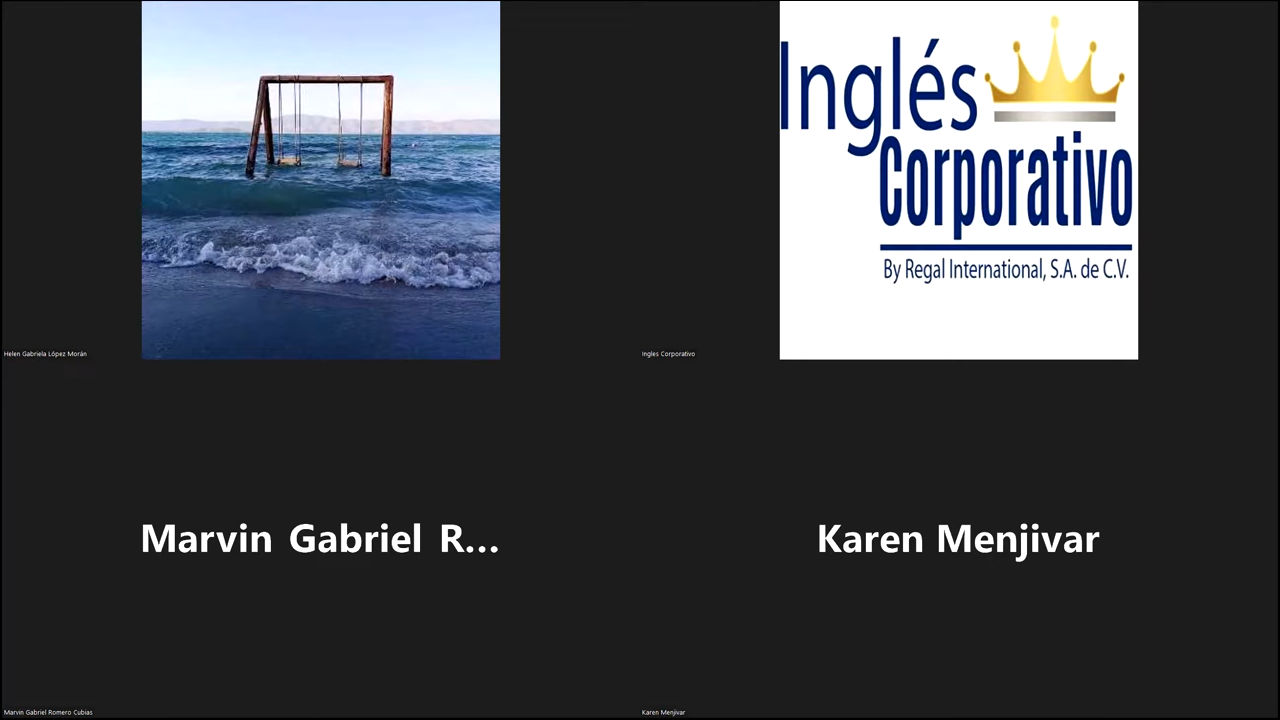 Inglés
Corporativo
By Regal International, S.A. de C.V.
Helen Gabriela López Morán
Ingles Corporativo
Marvin Gabriel R...
Karen Menjivar
Marvin Gabriel Romero Cubias
Karen Menjivar